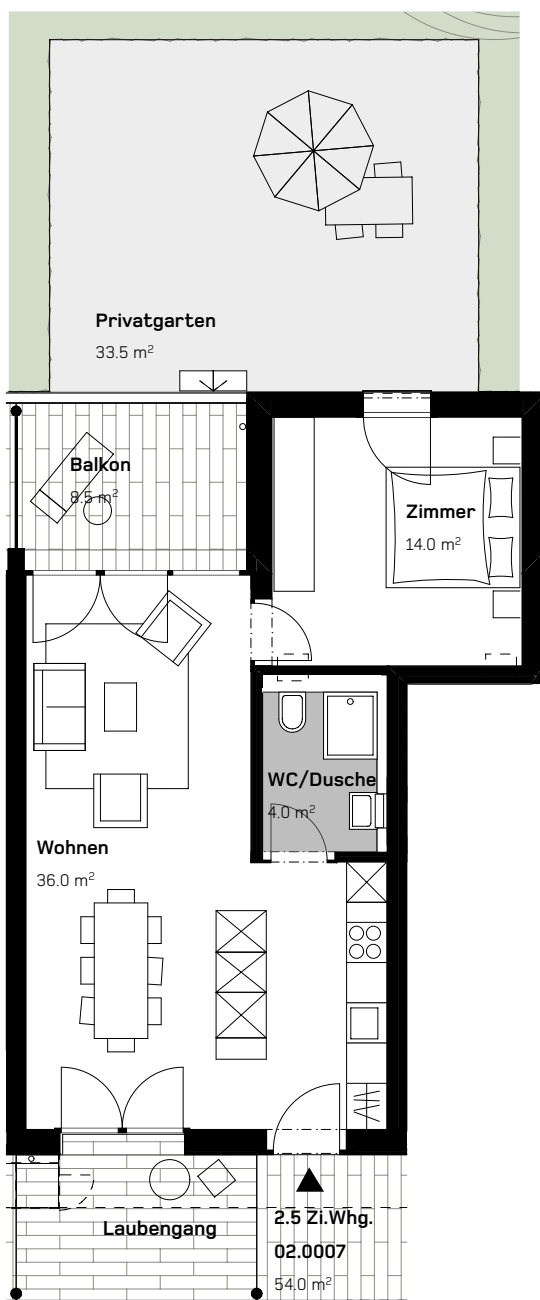 Privatgarten
33.5 m²
Balkon
8.5 m²
Zimmer
14.0 m²
WC/Dusche
4.0 m²
Wohnen
36.0 m²
Laubengang
2.5 Zi.Whg.
02.0007
54.0 m²